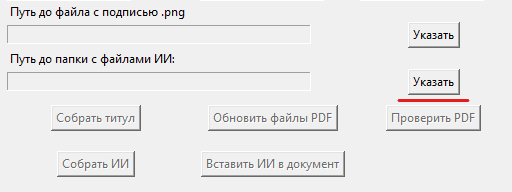 Путь до файла с подписью .png
Указать
Путь до папки с файлами ИИ:
Указать
Собрать титул Обновить файлы PDF Проверить PDF
Собрать ИИ Вставить ИИ в документ